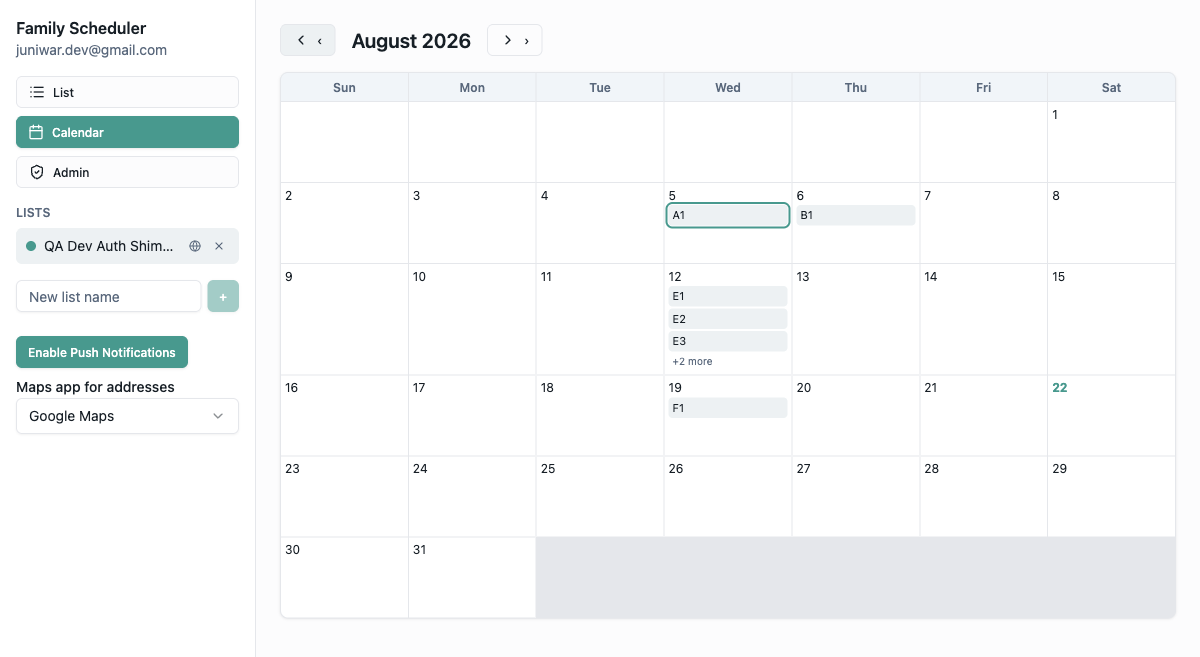 Family Scheduler
juniwar.dev@gmail.com
List
Calendar
Admin
LISTS
QA Dev Auth Shim...
New list name
+
Enable Push Notifications
Maps app for addresses
Google Maps
‹ August 2026 ›
Sun Mon Tue Wed Thu Fri Sat
1
2 3 4 5 6 7 8
A1 B1
9 10 11 12 13 14 15
E1
E2
E3
+2 more
16 17 18 19 20 21 22
F1
23 24 25 26 27 28 29
30 31